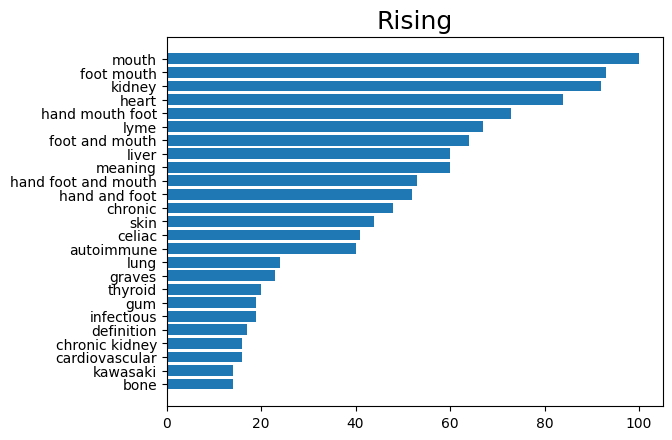 Rising
mouth
foot mouth
kidney
heart
hand mouth foot
lyme
foot and mouth
liver
meaning
hand foot and mouth
hand and foot
chronic
skin
celiac
autoimmune
lung
graves
thyroid
gum
infectious
definition
chronic kidney
cardiovascular
kawasaki
bone
0 20 40 60 80 100